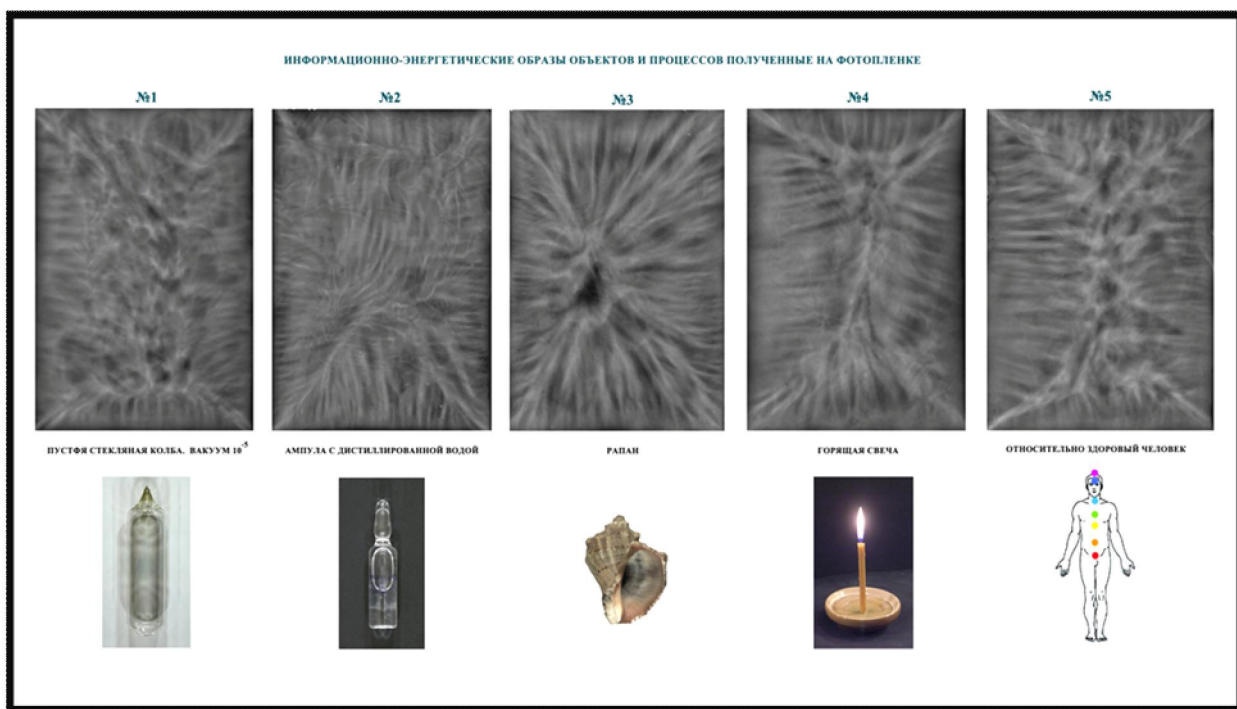 ИНФОРМАЦИОННО-ЭНЕРГЕТИЧЕСКИЕ ОБРАЗЫ ОБЪЕКТОВ И ПРОЦЕССОВ ПОЛУЧЕННЫЕ НА ФОТОПЛЕНКЕ
№1
№2
№3
№4
№5
ПУСТФЯ СТЕКЛЯНАЯ КОЛБА. ВАКУУМ 10⁻⁵
АМПУЛА С ДИСТИЛЛИРОВАННОЙ ВОДОЙ
РАПАН
ГОРЯЩАЯ СВЕЧА
ОТНОСИТЕЛЬНО ЗДОРОВЫЙ ЧЕЛОВЕК